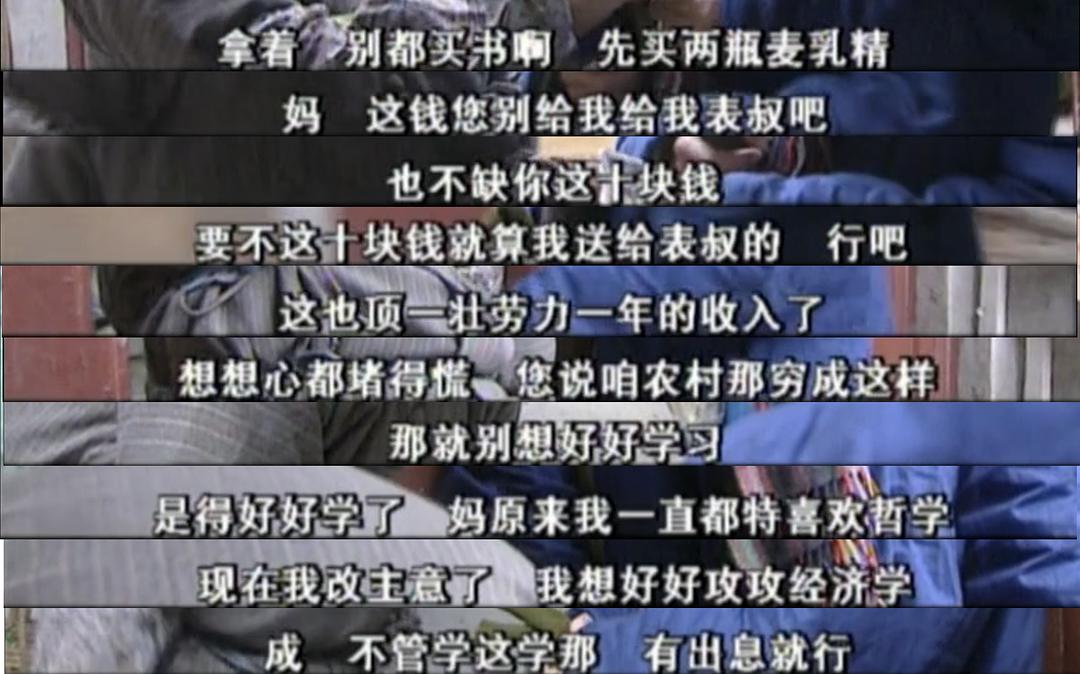 拿着 别都买书啊 先买两瓶麦乳精
妈 这钱您别给我给我表叔吧
也不缺你这十块钱
要不这十块钱就算我送给表叔的 行吧
这也顶一壮劳力一年的收入了
想想心都堵得慌 您说咱农村那穷成这样
那就别想好好学习
是得好好学了 妈原来我一直都特喜欢哲学
现在我改主意了 我想好好攻攻经济学
成 不管学这学那 有出息就行